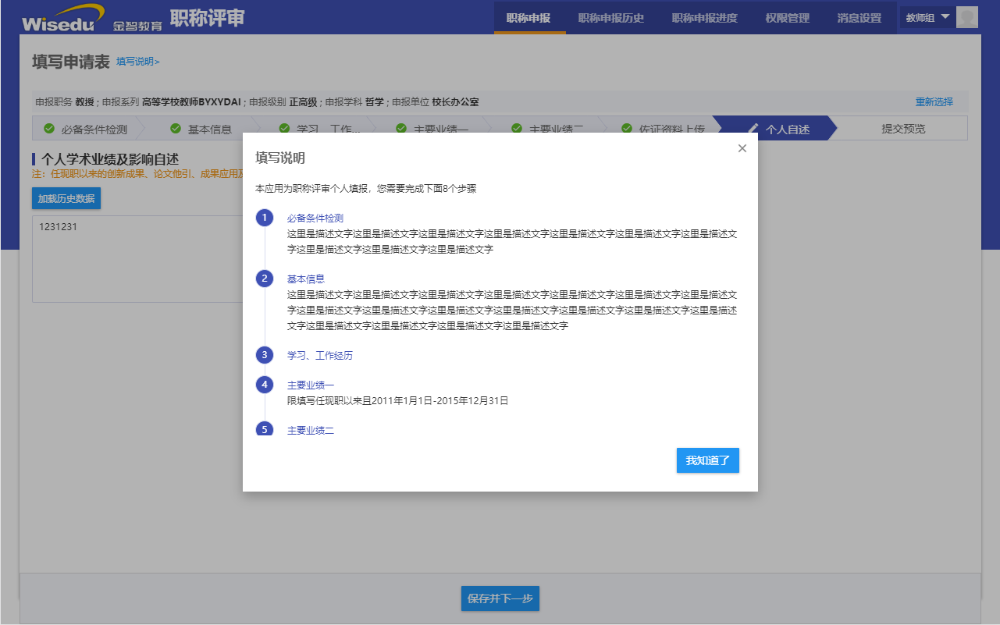 Wisedu 金智教育 职称评审 职称申报 职称申报历史 职称申报进度 权限管理 消息设置 教师组
填写申请表 填写说明>
申报职务 教授 ; 申报系列 高等学校教师BYXYDAI ; 申报级别 正高级 ; 申报学科 哲学 ; 申报单位 校长办公室 重新选择
必备条件检测 基本信息 学习、工作... 主要业绩一 主要业绩二 佐证资料上传 个人自述 提交预览
个人学术业绩及影响自述
注：任现职以来的创新成果、论文他引、成果应用及
加载历史数据
1231231
填写说明
本应用为职称评审个人填报，您需要完成下面8个步骤
1 必备条件检测
这里是描述文字这里是描述文字这里是描述文字这里是描述文字这里是描述文字这里是描述文字这里是描述文
字这里是描述文字这里是描述文字这里是描述文字
2 基本信息
这里是描述文字这里是描述文字这里是描述文字这里是描述文字这里是描述文字这里是描述文字这里是描述文
字这里是描述文字这里是描述文字这里是描述文字这里是描述文字这里是描述文字这里是描述文字这里是描述
文字这里是描述文字这里是描述文字这里是描述文字这里是描述文字
3 学习、工作经历
4 主要业绩一
限填写任现职以来且2011年1月1日-2015年12月31日
5 主要业绩二
我知道了
保存并下一步